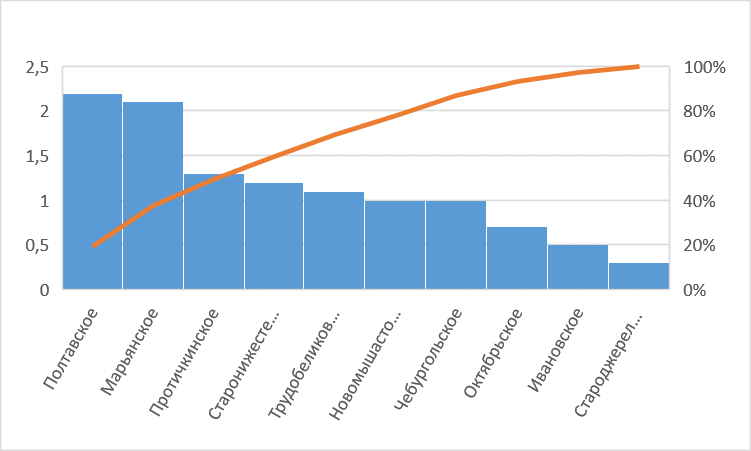 2,5
2
1,5
1
0,5
0
100%
80%
60%
40%
20%
0%
Полтавское
Марьянское
Протичкинское
Старонижесте...
Трудобеликов...
Новомышасто...
Чебургольское
Октябрьское
Ивановское
Староджерел...